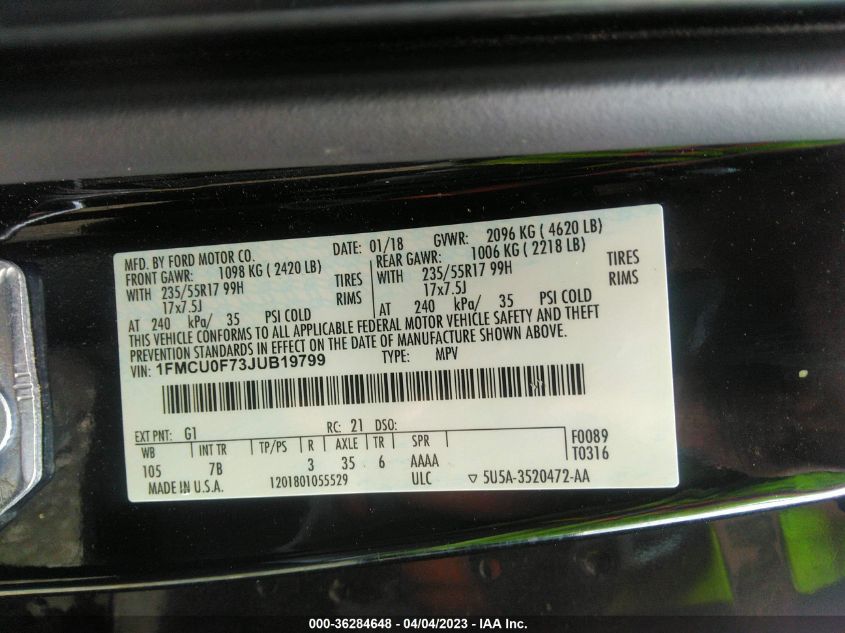 MFD. BY FORD MOTOR CO. DATE: 01/18 GVWR: 2096 KG ( 4620 LB)
FRONT GAWR: 1098 KG ( 2420 LB) REAR GAWR: 1006 KG ( 2218 LB)
WITH 235/55R17 99H TIRES WITH 235/55R17 99H TIRES
17x7.5J RIMS 17x7.5J RIMS
AT 240 kPa/ 35 PSI COLD AT 240 kPa/ 35 PSI COLD
THIS VEHICLE CONFORMS TO ALL APPLICABLE FEDERAL MOTOR VEHICLE SAFETY AND THEFT
PREVENTION STANDARDS IN EFFECT ON THE DATE OF MANUFACTURE SHOWN ABOVE.
VIN: 1FMCU0F73JUB19799 TYPE: MPV
EXT PNT: G1 RC: 21 DSO: F0089
WB INT TR TP/PS R AXLE TR SPR T0316
105 7B 3 35 6 AAAA
MADE IN U.S.A. 1201801055529 ULC ▽ 5U5A-3520472-AA
000-36284648 - 04/04/2023 - IAA Inc.